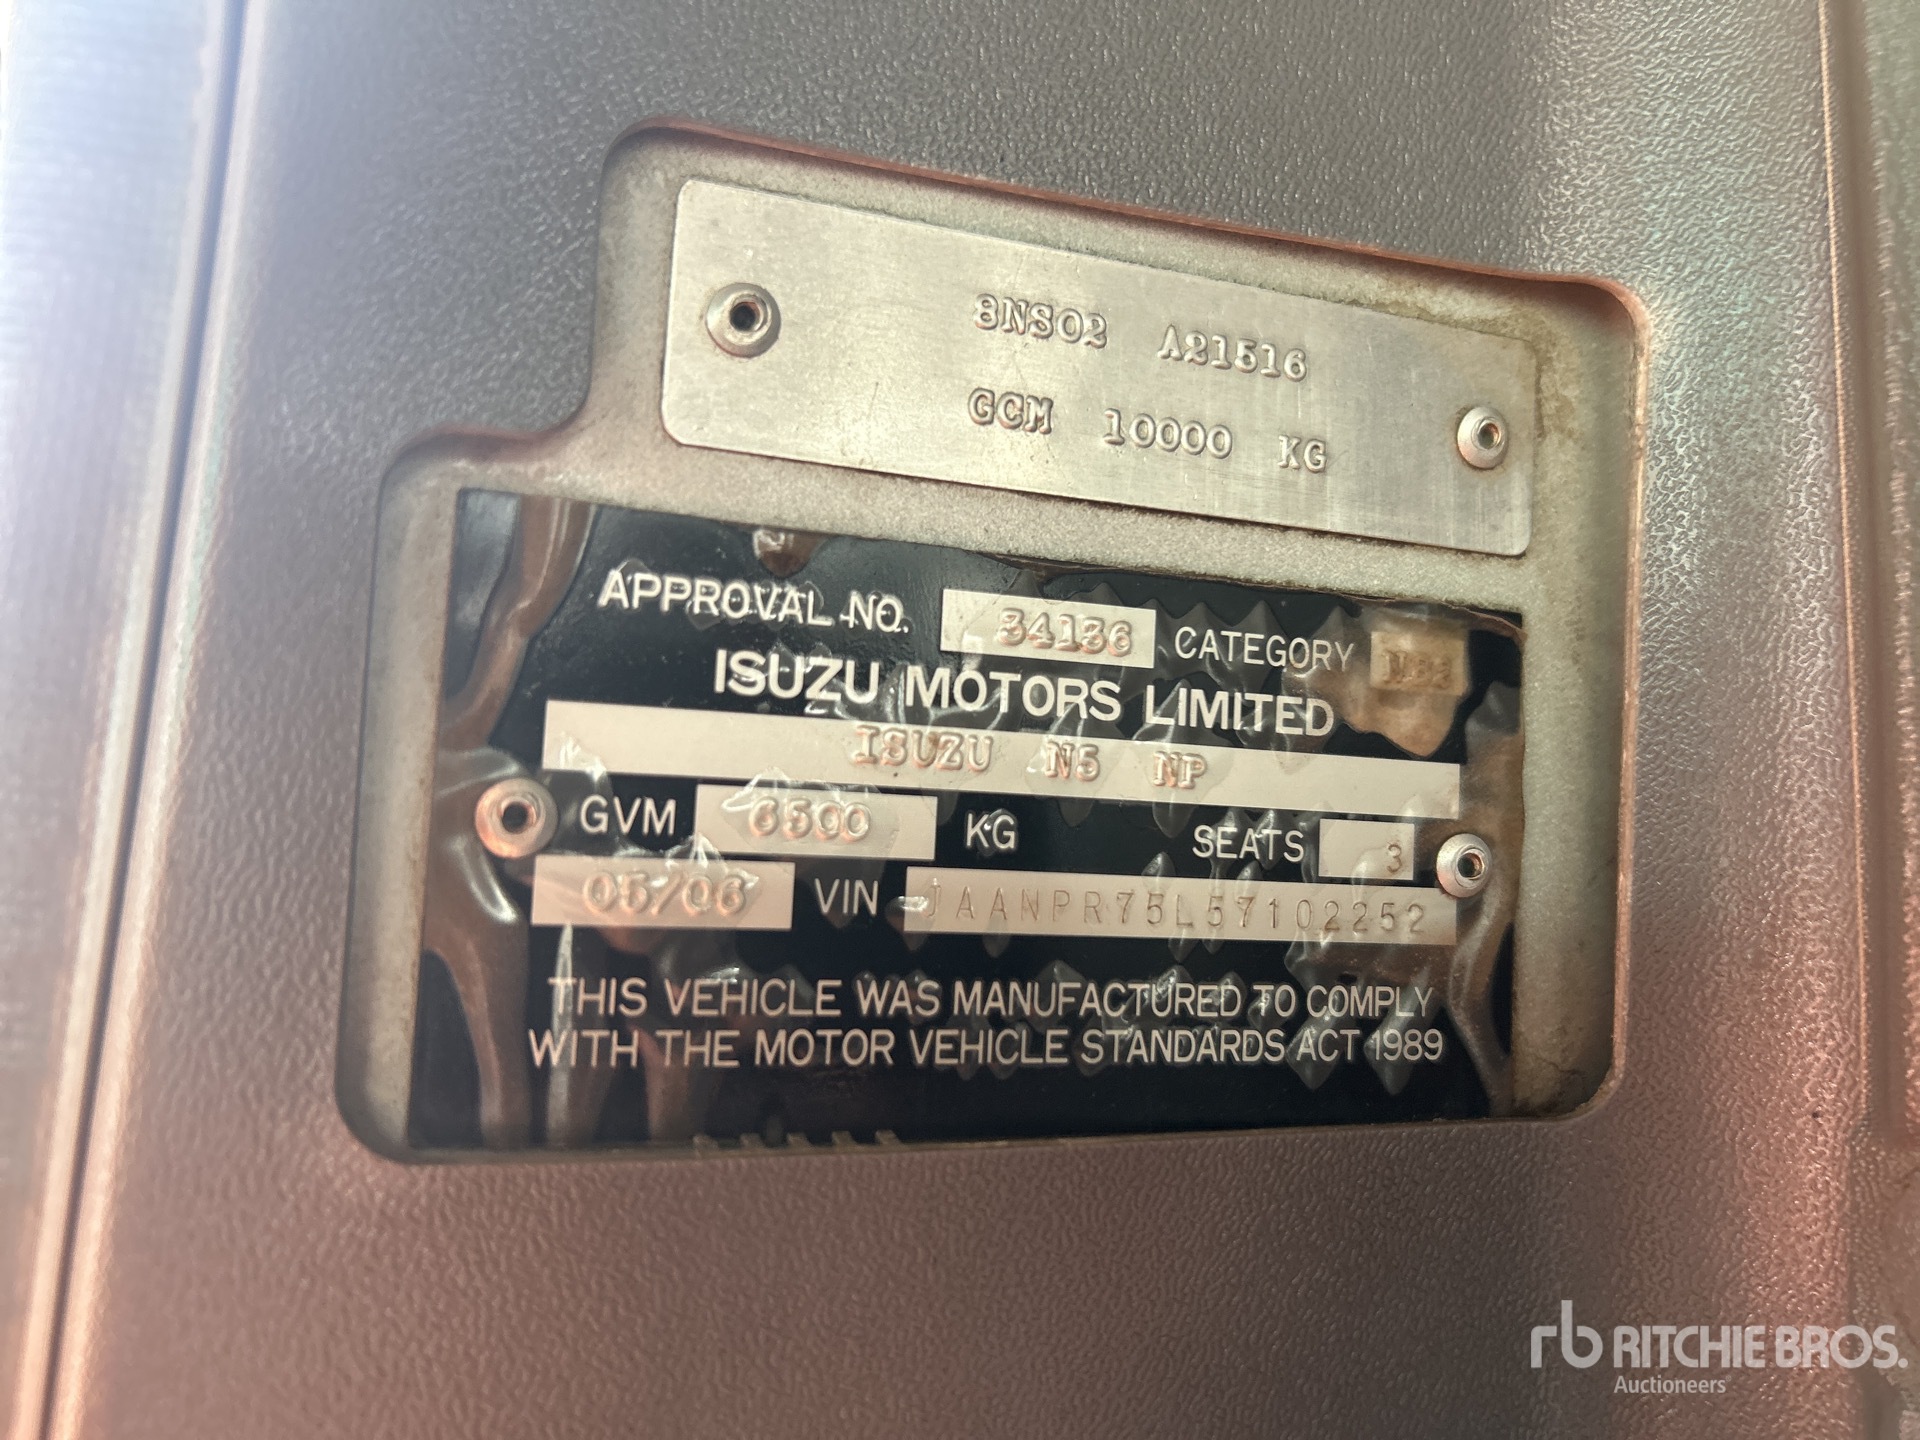 8NS02 A21516
GCM 10000 KG
APPROVAL NO. 34136 CATEGORY
ISUZU MOTORS LIMITED
ISUZU N5 NP
GVM 6500 KG SEATS 3
05/06 VIN JAANPR75L57102252
THIS VEHICLE WAS MANUFACTURED TO COMPLY
WITH THE MOTOR VEHICLE STANDARDS ACT 1989
rb RITCHIE BROS.
Auctioneers